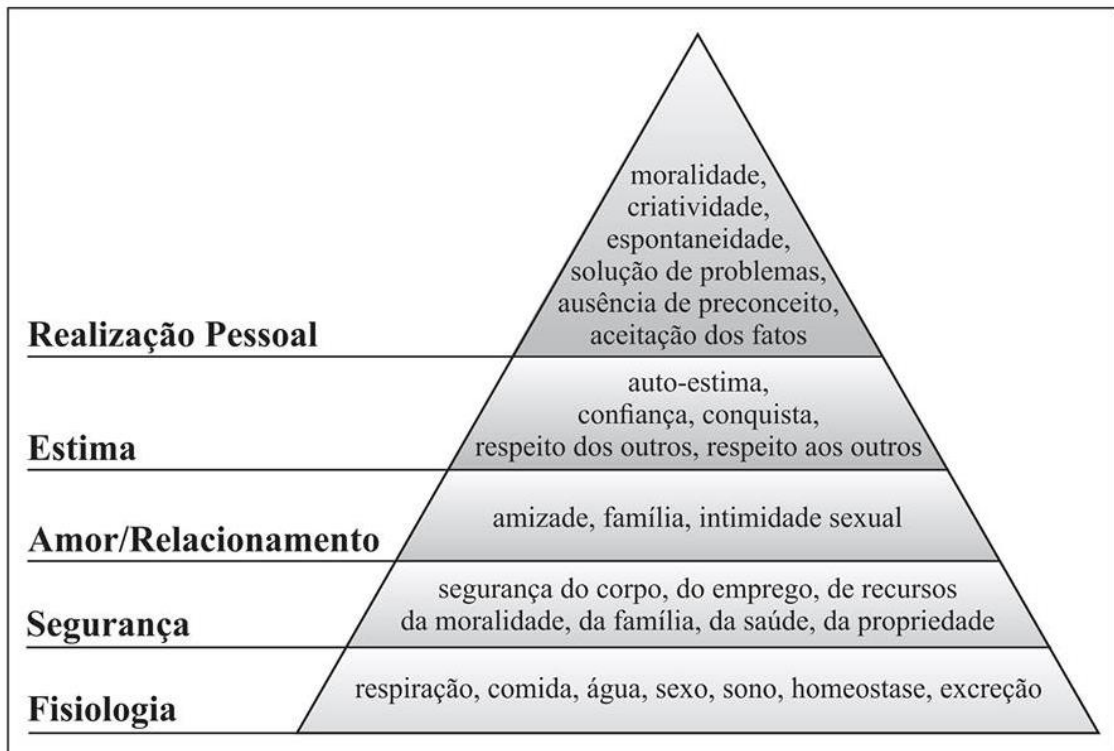 moralidade,
criatividade,
espontaneidade,
solução de problemas,
ausência de preconceito,
aceitação dos fatos
Realização Pessoal
auto-estima,
confiança, conquista,
respeito dos outros, respeito aos outros
Estima
amizade, família, intimidade sexual
Amor/Relacionamento
segurança do corpo, do emprego, de recursos
da moralidade, da família, da saúde, da propriedade
Segurança
respiração, comida, água, sexo, sono, homeostase, excreção
Fisiologia